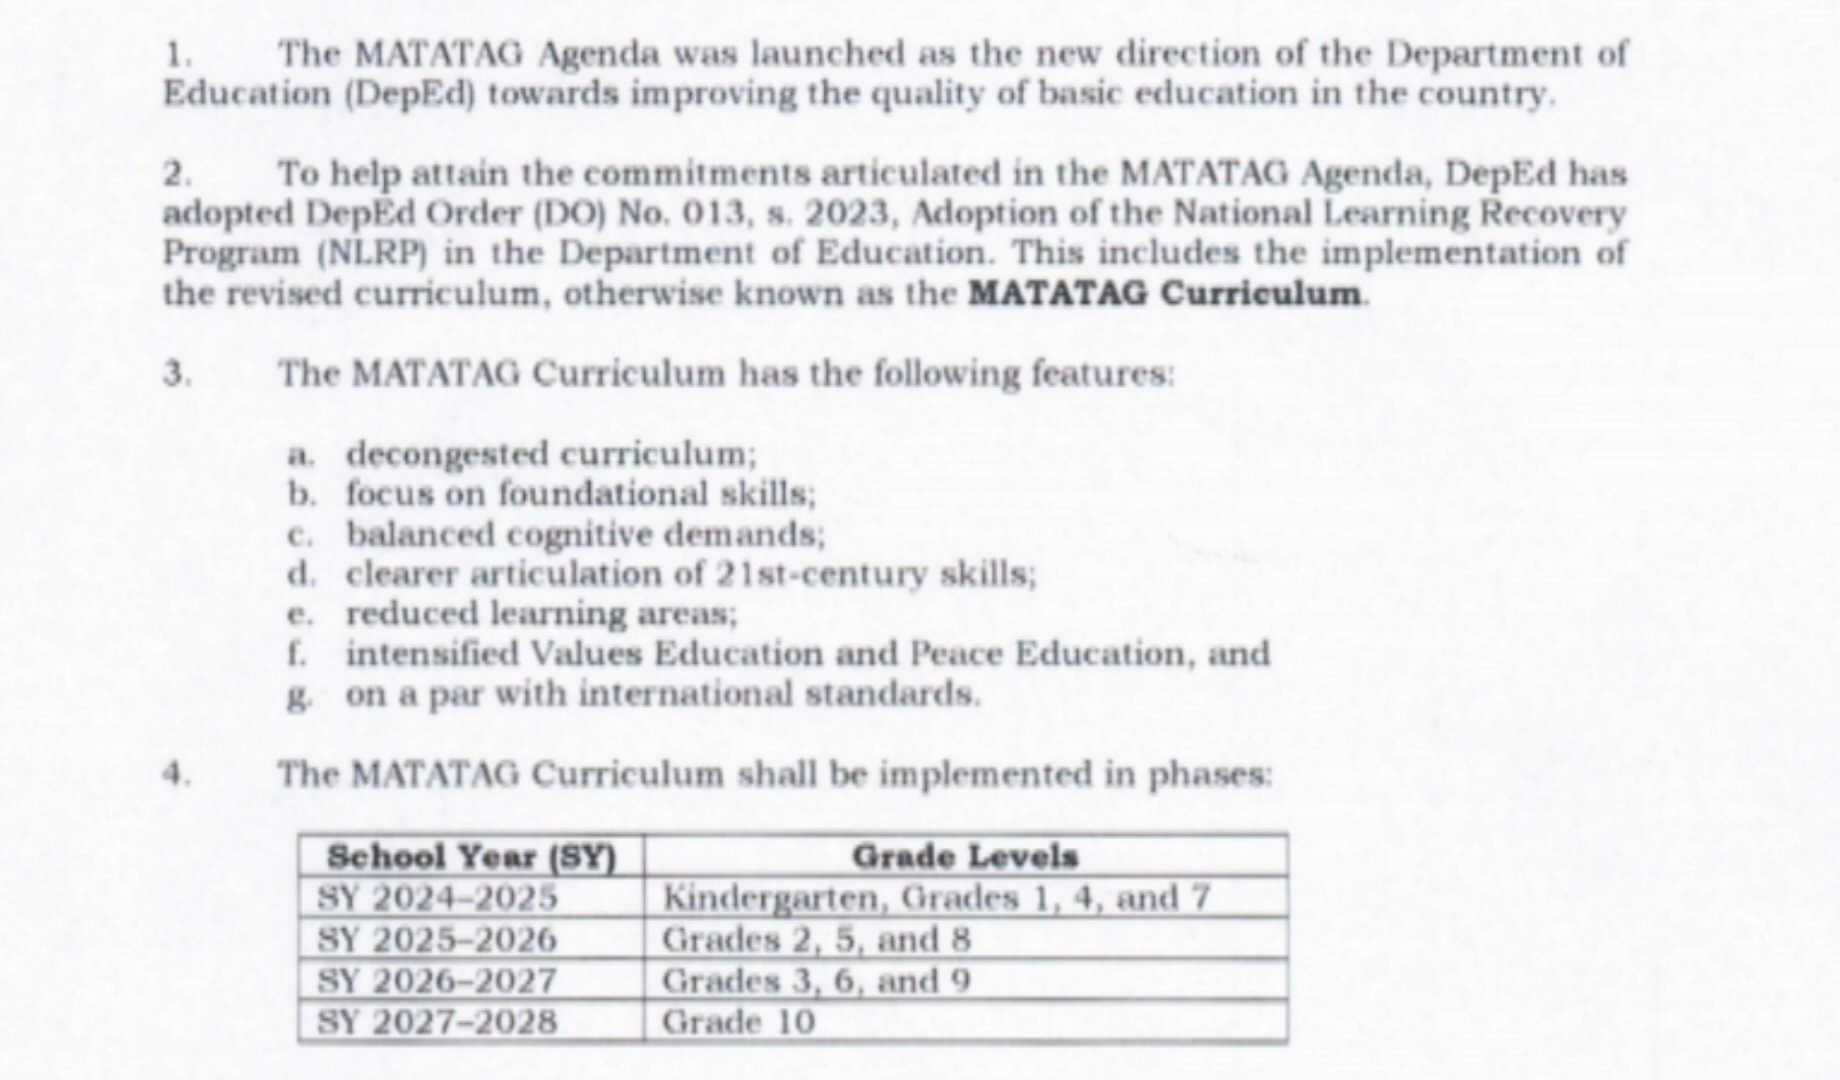 1. The MATATAG Agenda was launched as the new direction of the Department of
Education (DepEd) towards improving the quality of basic education in the country.
2. To help attain the commitments articulated in the MATATAG Agenda, DepEd has
adopted DepEd Order (DO) No. 013, s. 2023, Adoption of the National Learning Recovery
Program (NLRP) in the Department of Education. This includes the implementation of
the revised curriculum, otherwise known as the MATATAG Curriculum.
3. The MATATAG Curriculum has the following features:
a. decongested curriculum;
b. focus on foundational skills;
c. balanced cognitive demands;
d. clearer articulation of 21st-century skills;
e. reduced learning areas;
f. intensified Values Education and Peace Education, and
g. on a par with international standards.
4. The MATATAG Curriculum shall be implemented in phases:
School Year (SY) Grade Levels
SY 2024–2025 Kindergarten, Grades 1, 4, and 7
SY 2025–2026 Grades 2, 5, and 8
SY 2026–2027 Grades 3, 6, and 9
SY 2027–2028 Grade 10